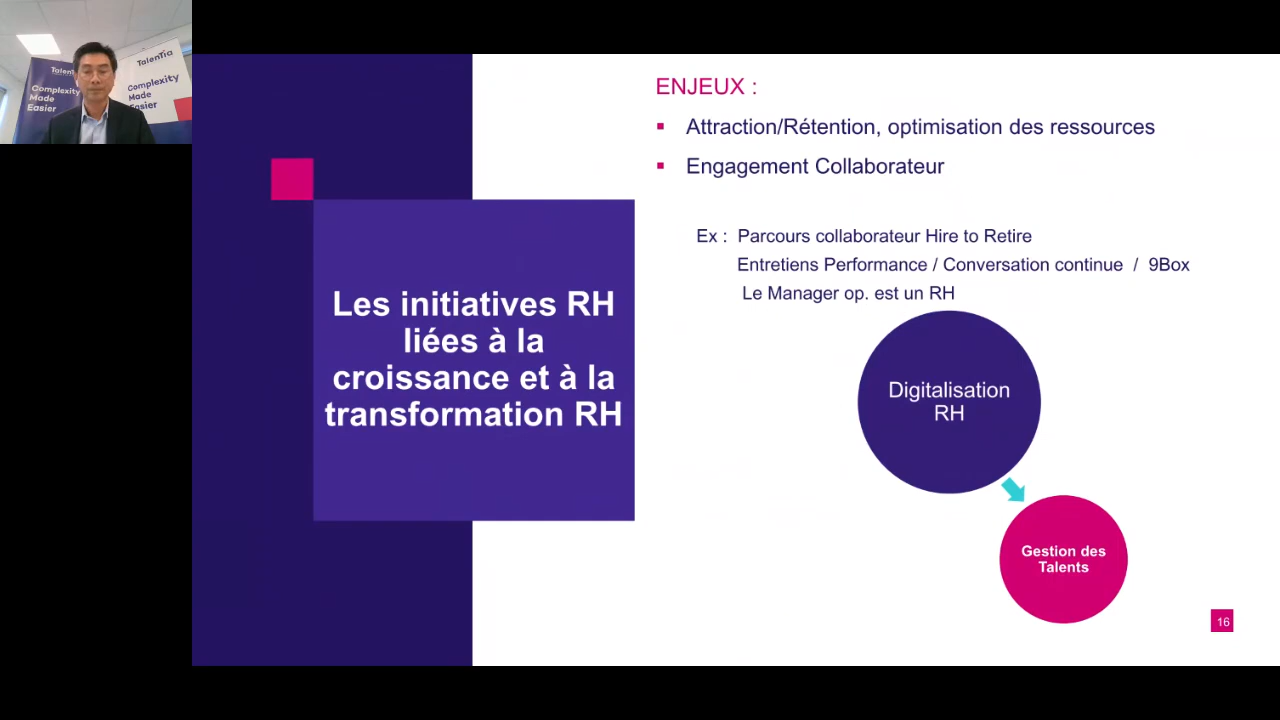 Talentia
Complexity
Made
Easier
TalenTia
Complexity
Made
Easier
ENJEUX :
▪ Attraction/Rétention, optimisation des ressources
▪ Engagement Collaborateur
Ex : Parcours collaborateur Hire to Retire
Entretiens Performance / Conversation continue / 9Box
Le Manager op. est un RH
Les initiatives RH
liées à la
croissance et à la
transformation RH
Digitalisation
RH
Gestion des
Talents
16